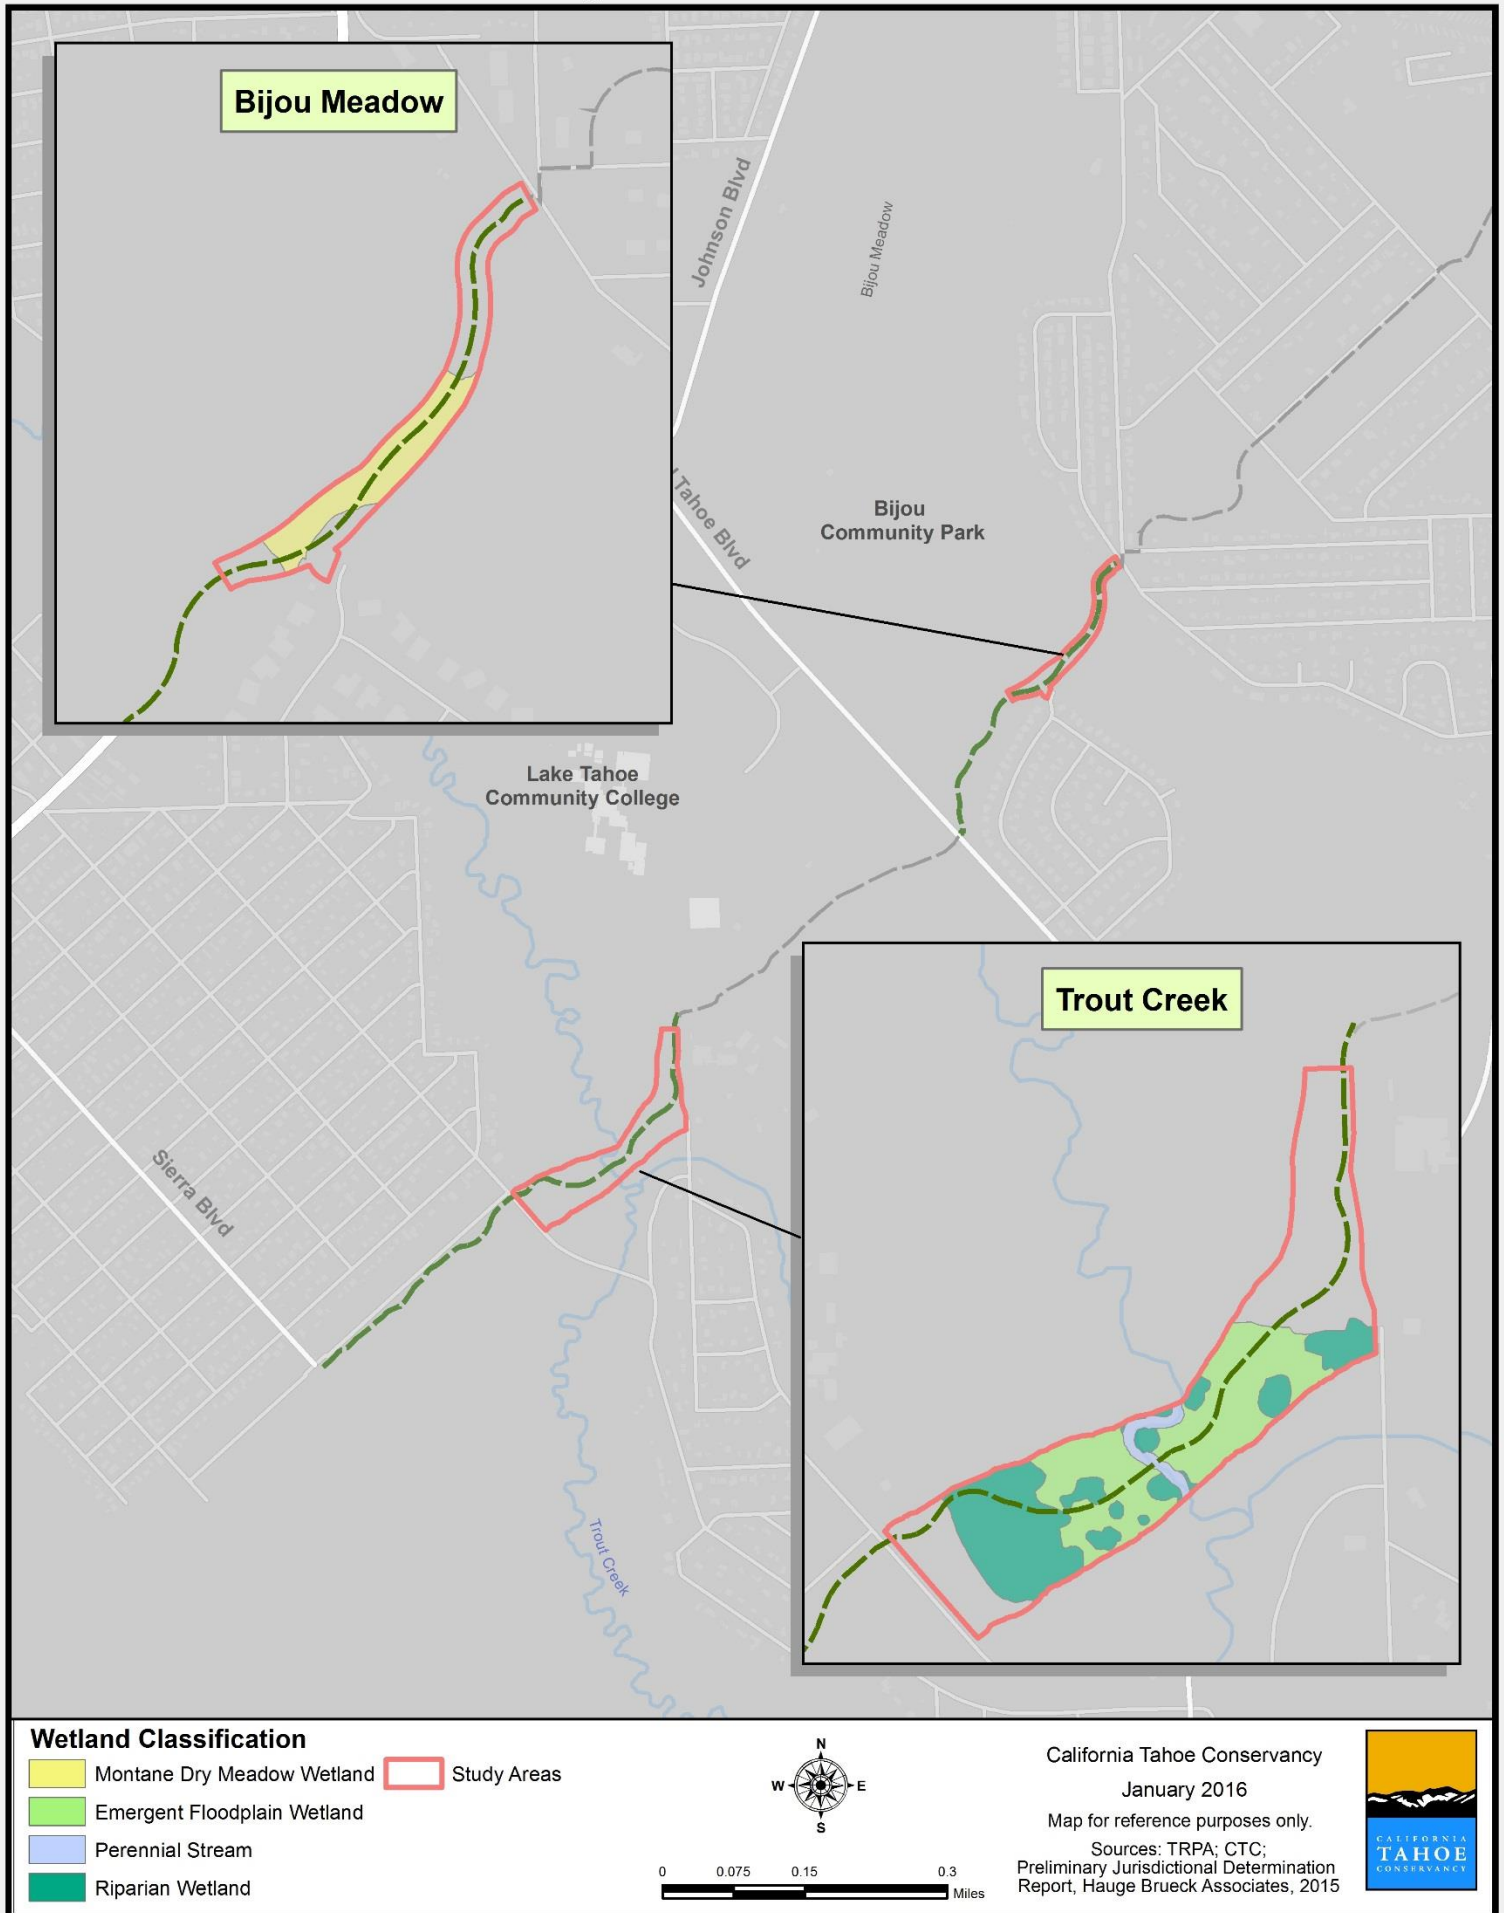 Bijou Meadow
Johnson Blvd
Bijou Meadow
Tahoe Blvd
Bijou
Community Park
Lake Tahoe
Community College
Trout Creek
Sierra Blvd
Trout Creek
Wetland Classification
Montane Dry Meadow Wetland
Study Areas
Emergent Floodplain Wetland
Perennial Stream
Riparian Wetland
N
W
E
S
0 0.075 0.15 0.3
Miles
California Tahoe Conservancy
January 2016
Map for reference purposes only.
Sources: TRPA; CTC;
Preliminary Jurisdictional Determination
Report, Hauge Brueck Associates, 2015
CALIFORNIA
TAHOE
CONSERVANCY